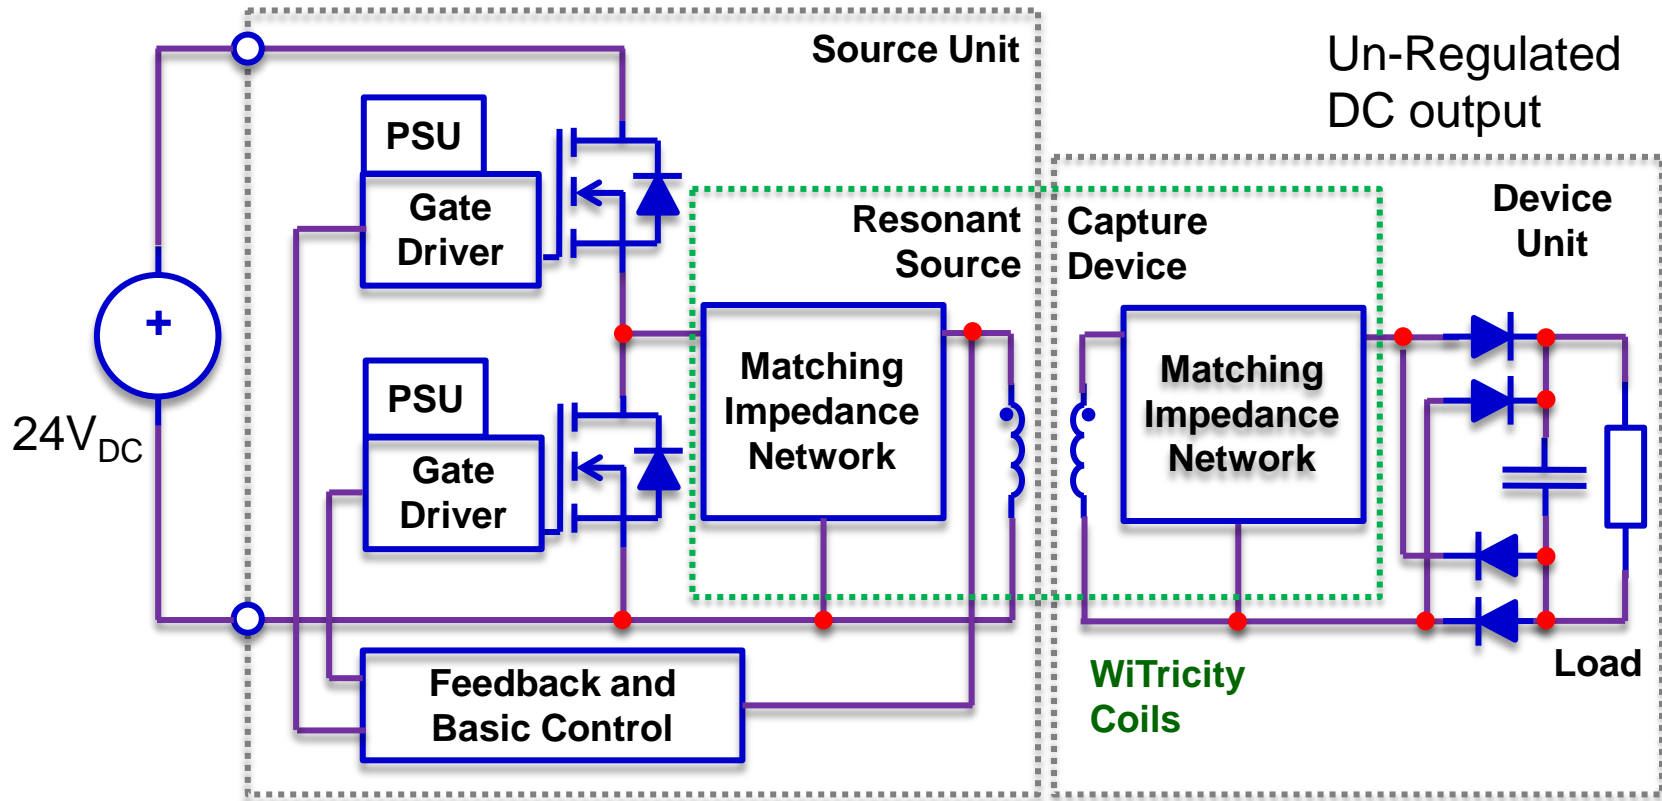 Source Unit
Un-Regulated
DC output
PSU
Gate
Driver
Resonant
Source
Capture
Device
Device
Unit
+
Matching
Impedance
Network
Matching
Impedance
Network
PSU
24V_DC
Gate
Driver
Feedback and
Basic Control
WiTricity
Coils
Load